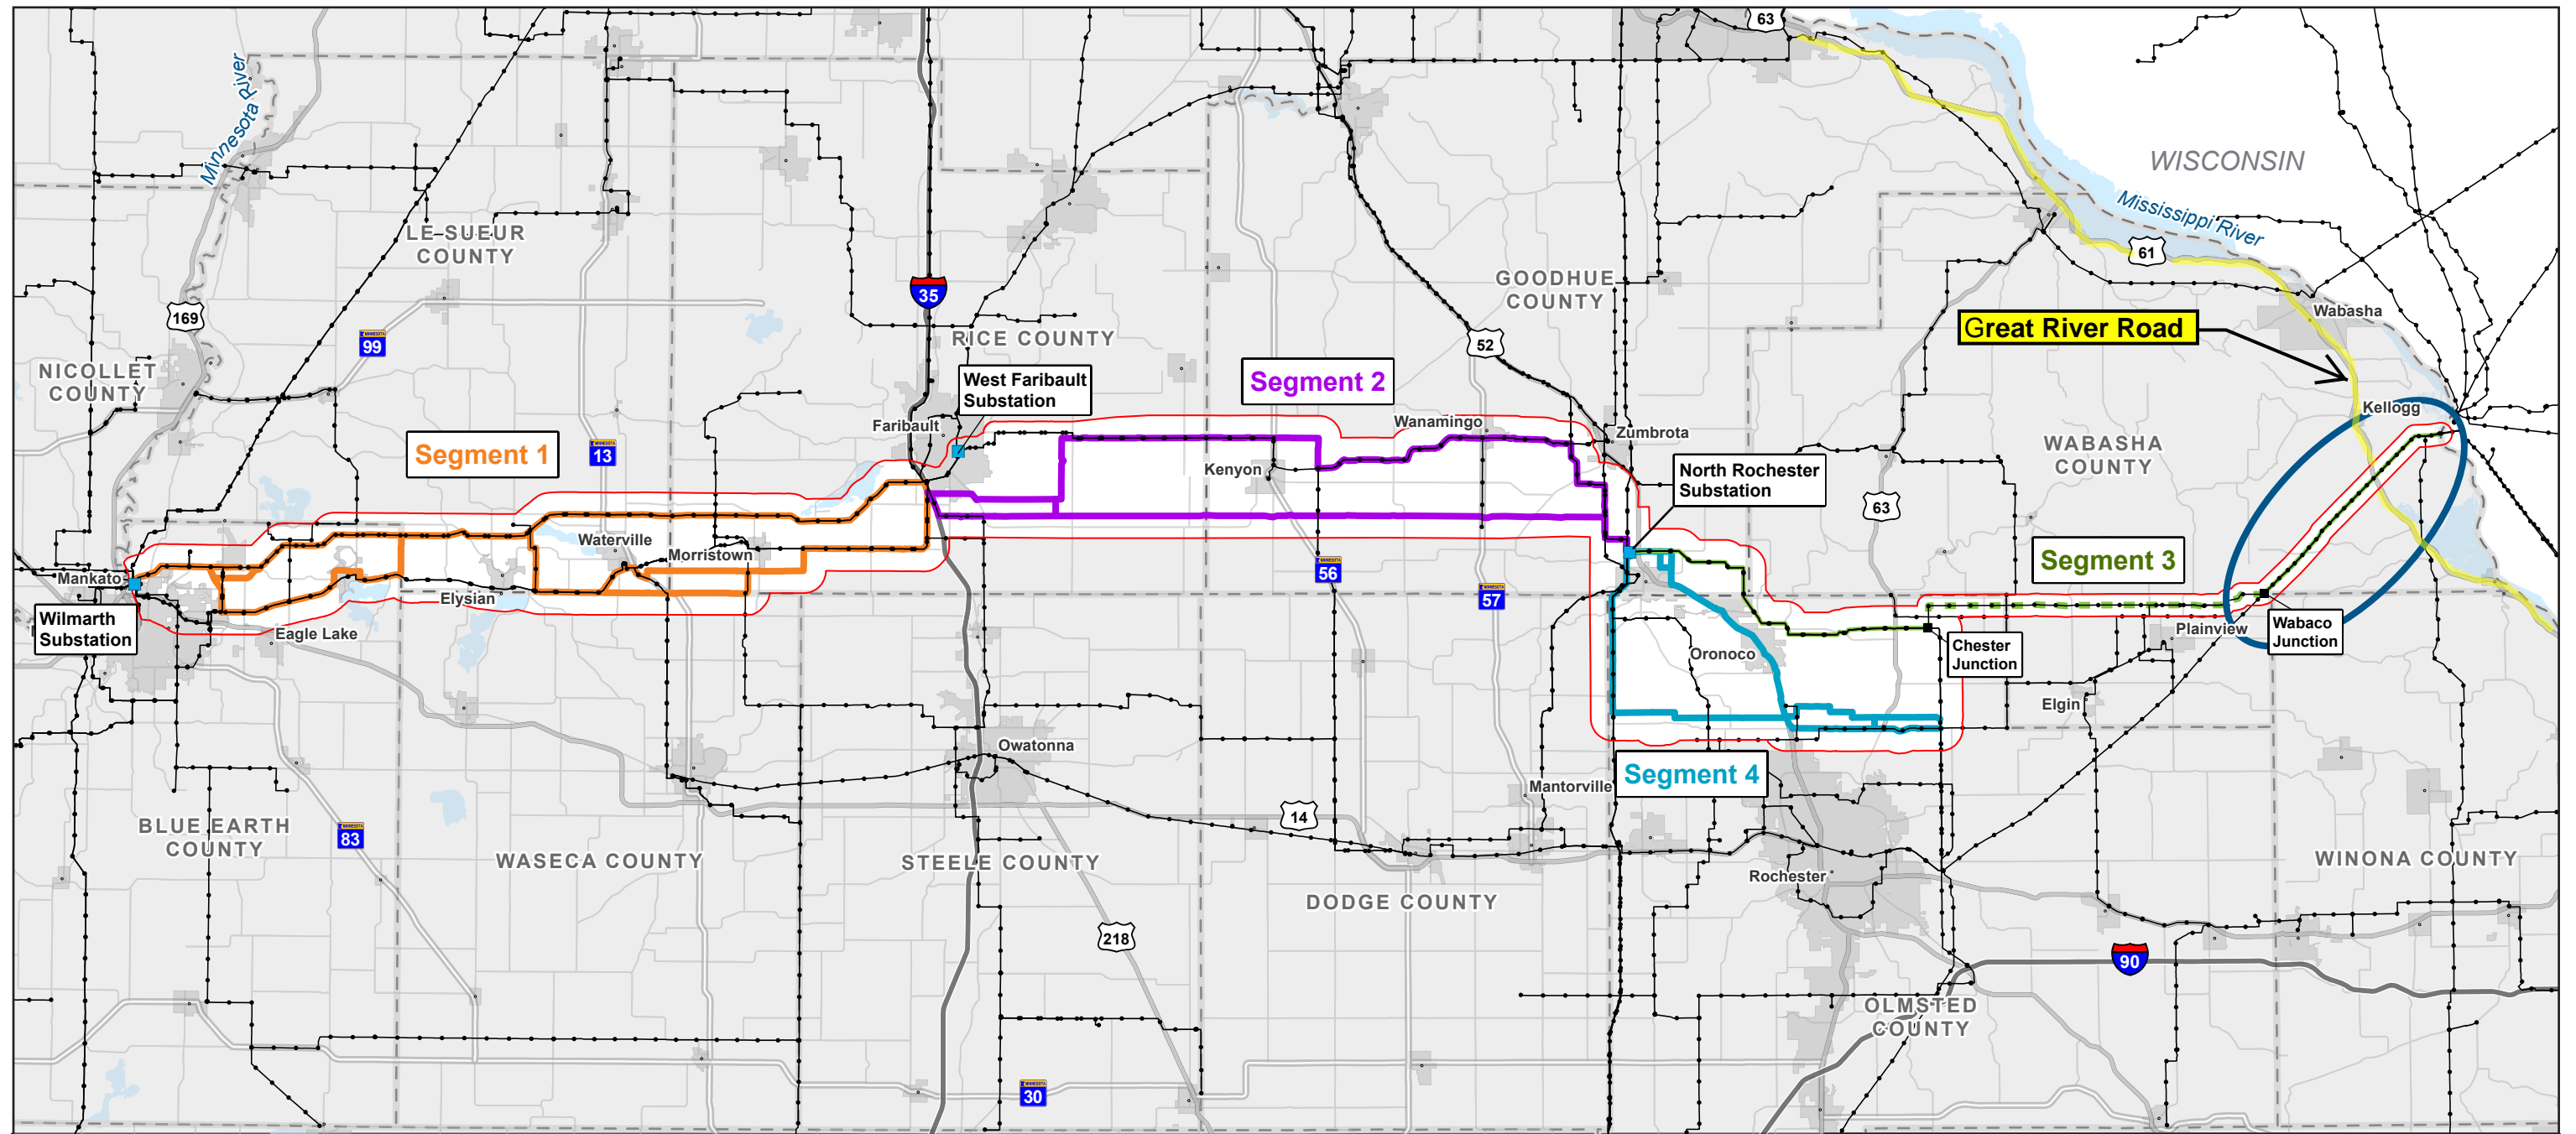 63
WISCONSIN
Minnesota River
Mississippi River
61
LE SUEUR
COUNTY
GOODHUE
COUNTY
35
169
99
RICE COUNTY
52
Wabasha
Great River Road
NICOLLET
COUNTY
West Faribault
Substation
Segment 2
Kellogg
Faribault
Wanamingo
Zumbrota
WABASHA
COUNTY
Segment 1
13
Kenyon
North Rochester
Substation
63
Waterville
Morristown
Segment 3
Mankato
56
57
Elysian
Wilmarth
Substation
Eagle Lake
Plainview
Wabaco
Junction
Chester
Junction
Oronoco
Elgin
Owatonna
Segment 4
Mantorville
14
BLUE EARTH
COUNTY
83
WASECA COUNTY
STEELE COUNTY
WINONA COUNTY
Rochester
DODGE COUNTY
218
90
OLMSTED
COUNTY
30